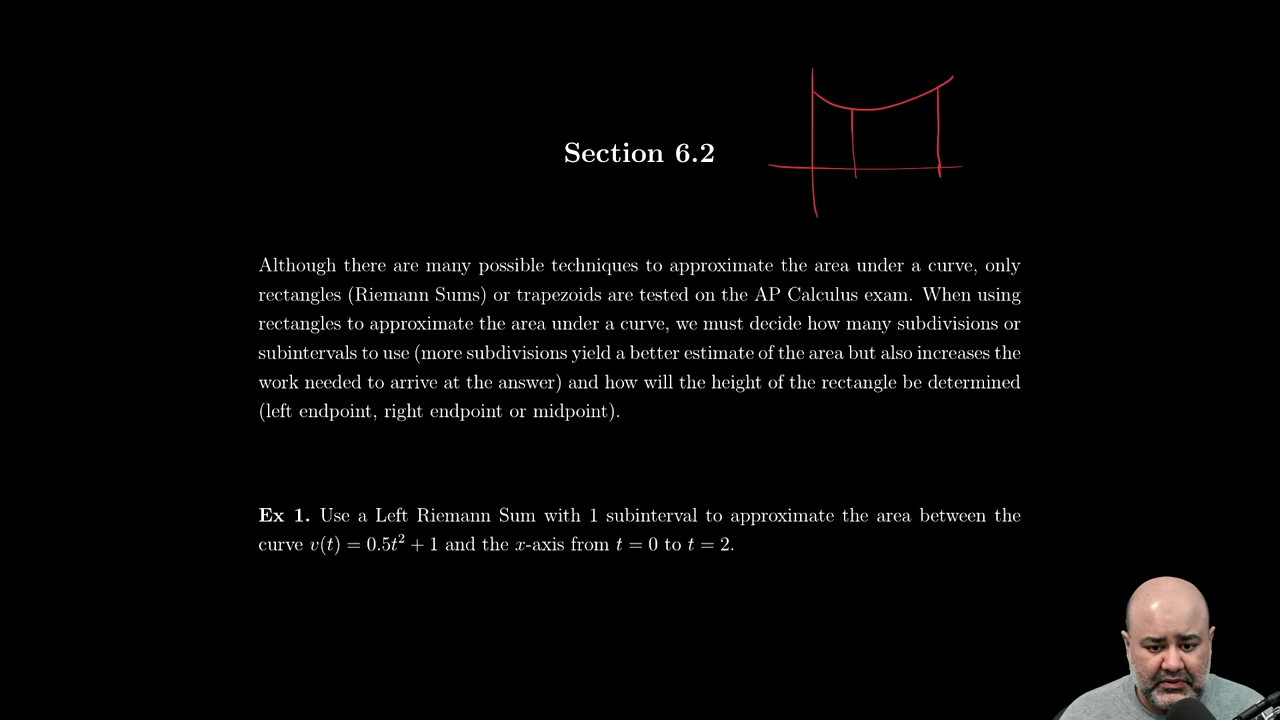 Section 6.2
Although there are many possible techniques to approximate the area under a curve, only
rectangles (Riemann Sums) or trapezoids are tested on the AP Calculus exam. When using
rectangles to approximate the area under a curve, we must decide how many subdivisions or
subintervals to use (more subdivisions yield a better estimate of the area but also increases the
work needed to arrive at the answer) and how will the height of the rectangle be determined
(left endpoint, right endpoint or midpoint).
Ex 1. Use a Left Riemann Sum with 1 subinterval to approximate the area between the
curve v(t) = 0.5t² + 1 and the x-axis from t = 0 to t = 2.